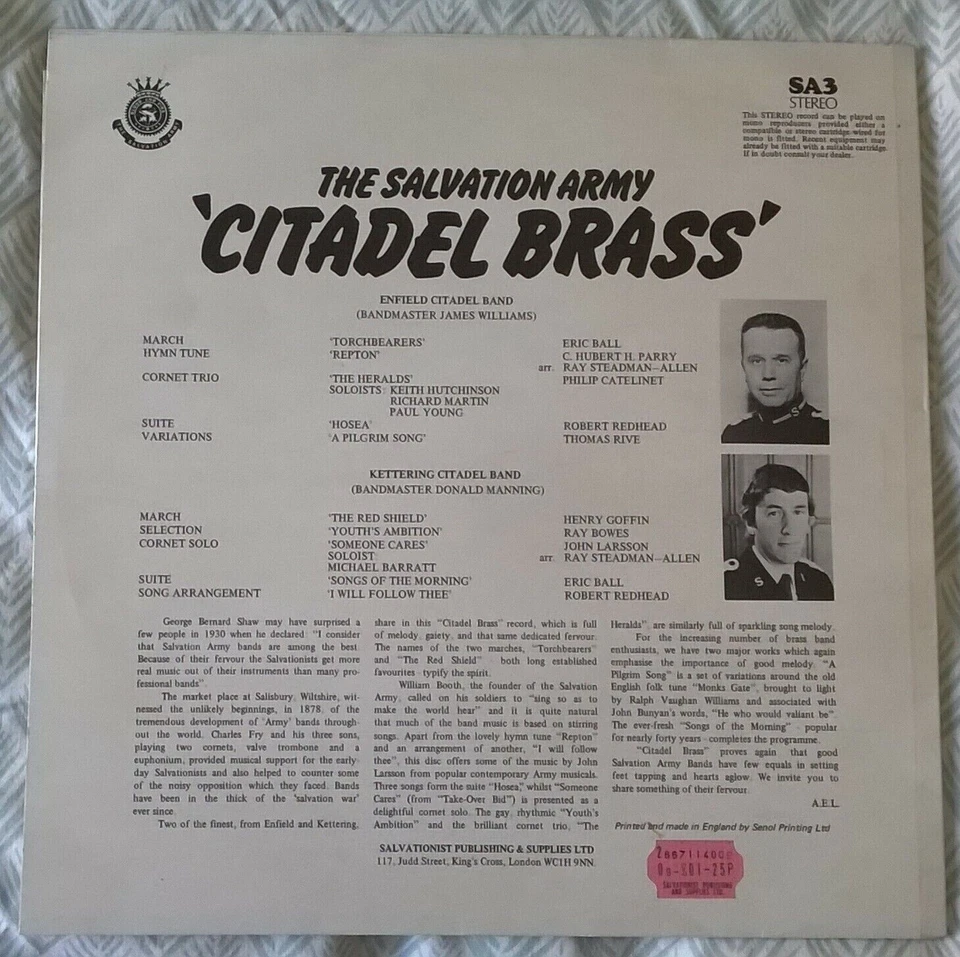 SA3
STEREO
This STEREO record can be played on
mono reproducers provided either a
compatible or stereo cartridge wired for
mono is fitted. Recent equipment may
already be fitted with a suitable cartridge.
If in doubt consult your dealer.
THE SALVATION ARMY
'CITADEL BRASS'
ENFIELD CITADEL BAND
(BANDMASTER JAMES WILLIAMS)
MARCH 'TORCHBEARERS' ERIC BALL
HYMN TUNE 'REPTON' C. HUBERT H. PARRY
arr. RAY STEADMAN-ALLEN
CORNET TRIO 'THE HERALDS' PHILIP CATELINET
SOLOISTS: KEITH HUTCHINSON
RICHARD MARTIN
PAUL YOUNG
SUITE 'HOSEA' ROBERT REDHEAD
VARIATIONS 'A PILGRIM SONG' THOMAS RIVE
KETTERING CITADEL BAND
(BANDMASTER DONALD MANNING)
MARCH 'THE RED SHIELD' HENRY GOFFIN
SELECTION 'YOUTH'S AMBITION' RAY BOWES
CORNET SOLO 'SOMEONE CARES' JOHN LARSSON
SOLOIST arr. RAY STEADMAN-ALLEN
MICHAEL BARRATT
SUITE 'SONGS OF THE MORNING' ERIC BALL
SONG ARRANGEMENT 'I WILL FOLLOW THEE' ROBERT REDHEAD
George Bernard Shaw may have surprised a
few people in 1930 when he declared "I consider
that Salvation Army bands are among the best.
Because of their fervour the Salvationists get more
real music out of their instruments than many pro-
fessional bands".
The market place at Salisbury, Wiltshire, wit-
nessed the unlikely beginnings, in 1878, of the
tremendous development of 'Army' bands through-
out the world. Charles Fry and his three sons,
playing two cornets, valve trombone and a
euphonium, provided musical support for the early-
day Salvationists and also helped to counter some
of the noisy opposition which they faced. Bands
have been in the thick of the 'salvation war'
ever since.
Two of the finest, from Enfield and Kettering,
share in this "Citadel Brass" record, which is full
of melody, gaiety, and that same dedicated fervour.
The names of the two marches, "Torchbearers"
and "The Red Shield" - both long established
favourites - typify the spirit.
William Booth, the founder of the Salvation
Army, called on his soldiers to "sing so as to
make the world hear" and it is quite natural
that much of the band music is based on stirring
songs. Apart from the lovely hymn tune "Repton"
and an arrangement of another, "I will follow
thee", this disc offers some of the music by John
Larsson from popular contemporary Army musicals.
Three songs form the suite "Hosea," whilst "Someone
Cares" (from "Take-Over Bid") is presented as a
delightful cornet solo. The gay, rhythmic "Youth's
Ambition" and the brilliant cornet trio, "The
Heralds", are similarly full of sparkling song melody.
For the increasing number of brass band
enthusiasts, we have two major works which again
emphasise the importance of good melody. "A
Pilgrim Song" is a set of variations around the old
English folk tune "Monks Gate", brought to light
by Ralph Vaughan Williams and associated with
John Bunyan's words, "He who would valiant be".
The ever-fresh "Songs of the Morning" - popular
for nearly forty years - completes the programme.
"Citadel Brass" proves again that good
Salvation Army Bands have few equals in setting
feet tapping and hearts aglow. We invite you to
share something of their fervour.
A.E.L.
Printed and made in England by Senol Printing Ltd
SALVATIONIST PUBLISHING & SUPPLIES LTD
117, Judd Street, King's Cross, London WC1H 9NN.
SALVATIONIST PUBLISHING
AND SUPPLIES LTD.